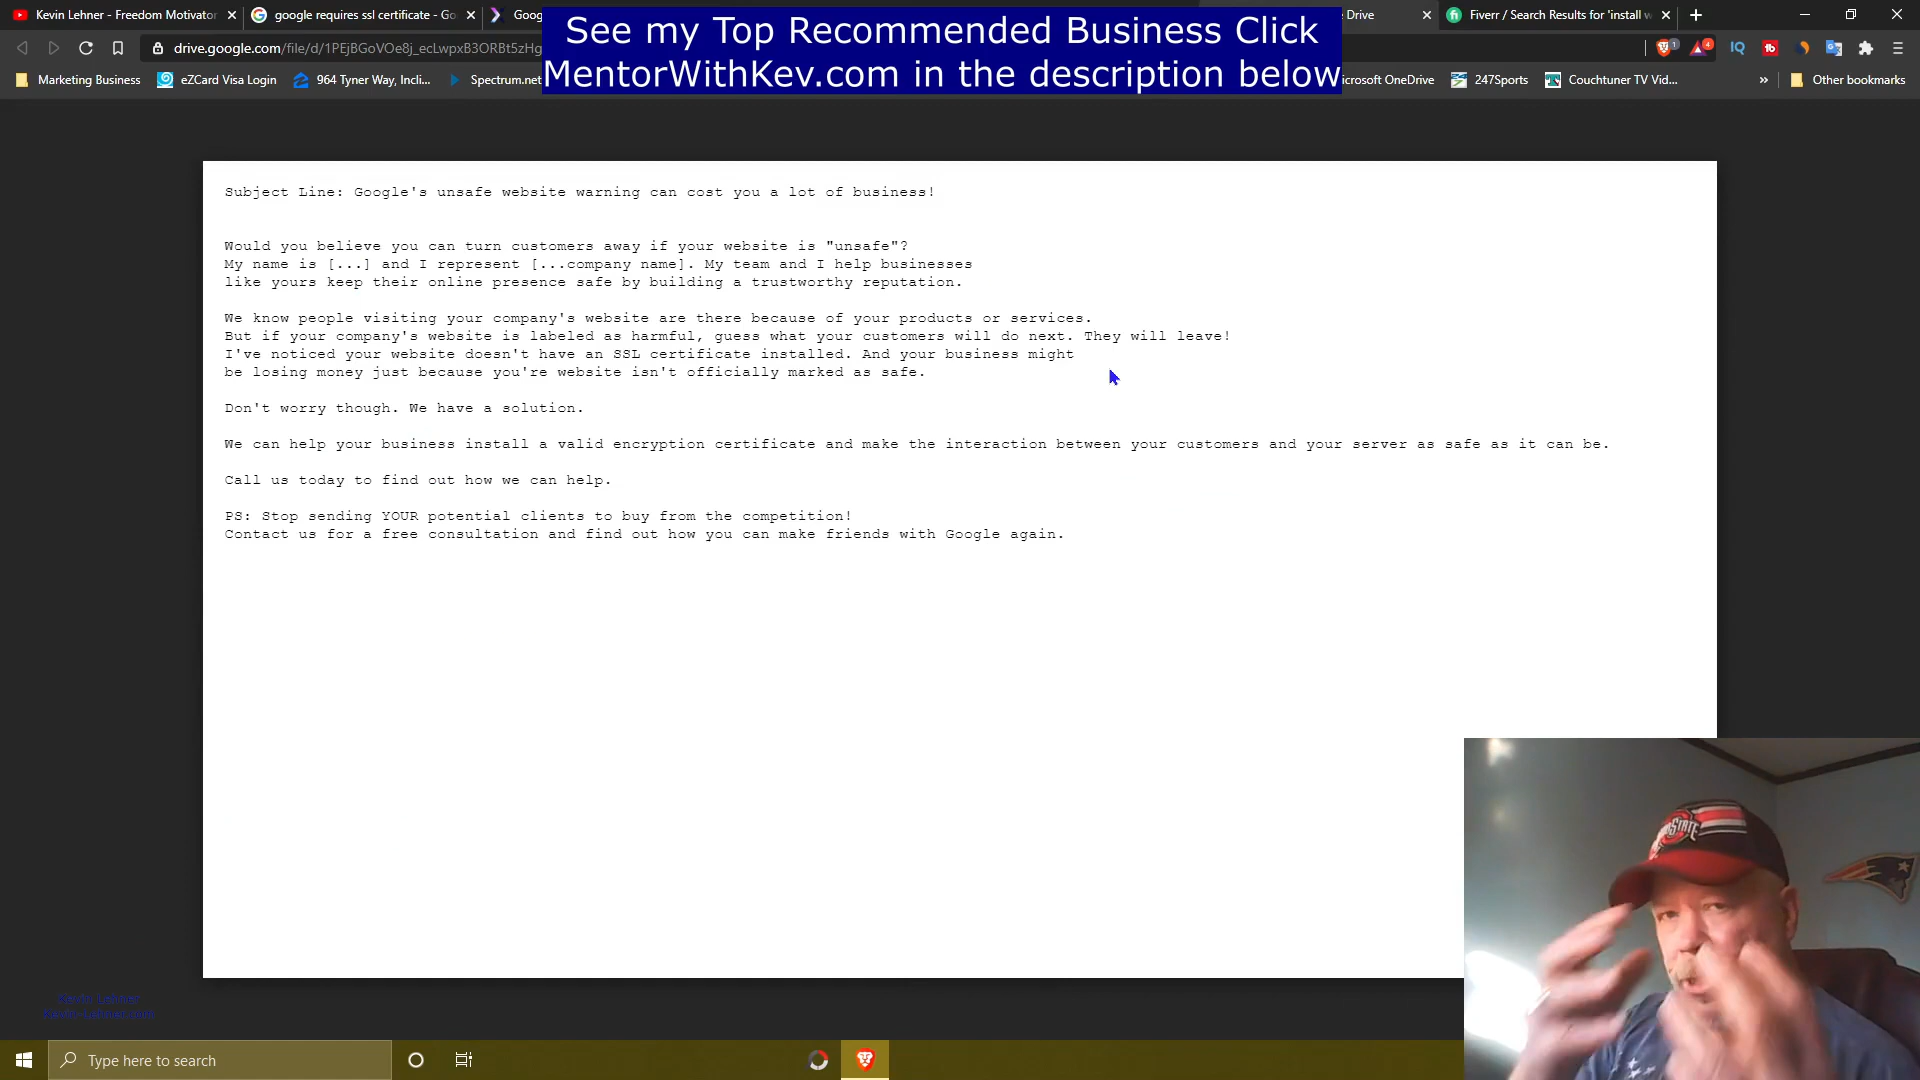 Kevin Lehner - Freedom Motivator
google requires ssl certificate - Go
Goog
Drive
Fiverr / Search Results for 'install w
See my Top Recommended Business Click
MentorWithKev.com in the description below
drive.google.com/file/d/1PEjBGoVOe8j_ecLwpxB3ORBt5zHg
Marketing Business
eZCard Visa Login
964 Tyner Way, Incli...
Spectrum.net
icrosoft OneDrive
247Sports
Couchtuner TV Vid...
Other bookmarks
Subject Line: Google's unsafe website warning can cost you a lot of business!
Would you believe you can turn customers away if your website is "unsafe"?
My name is [...] and I represent [...company name]. My team and I help businesses
like yours keep their online presence safe by building a trustworthy reputation.
We know people visiting your company's website are there because of your products or services.
But if your company's website is labeled as harmful, guess what your customers will do next. They will leave!
I've noticed your website doesn't have an SSL certificate installed. And your business might
be losing money just because you're website isn't officially marked as safe.
Don't worry though. We have a solution.
We can help your business install a valid encryption certificate and make the interaction between your customers and your server as safe as it can be.
Call us today to find out how we can help.
PS: Stop sending YOUR potential clients to buy from the competition!
Contact us for a free consultation and find out how you can make friends with Google again.
STATE
Kevin Lehner
Type here to search